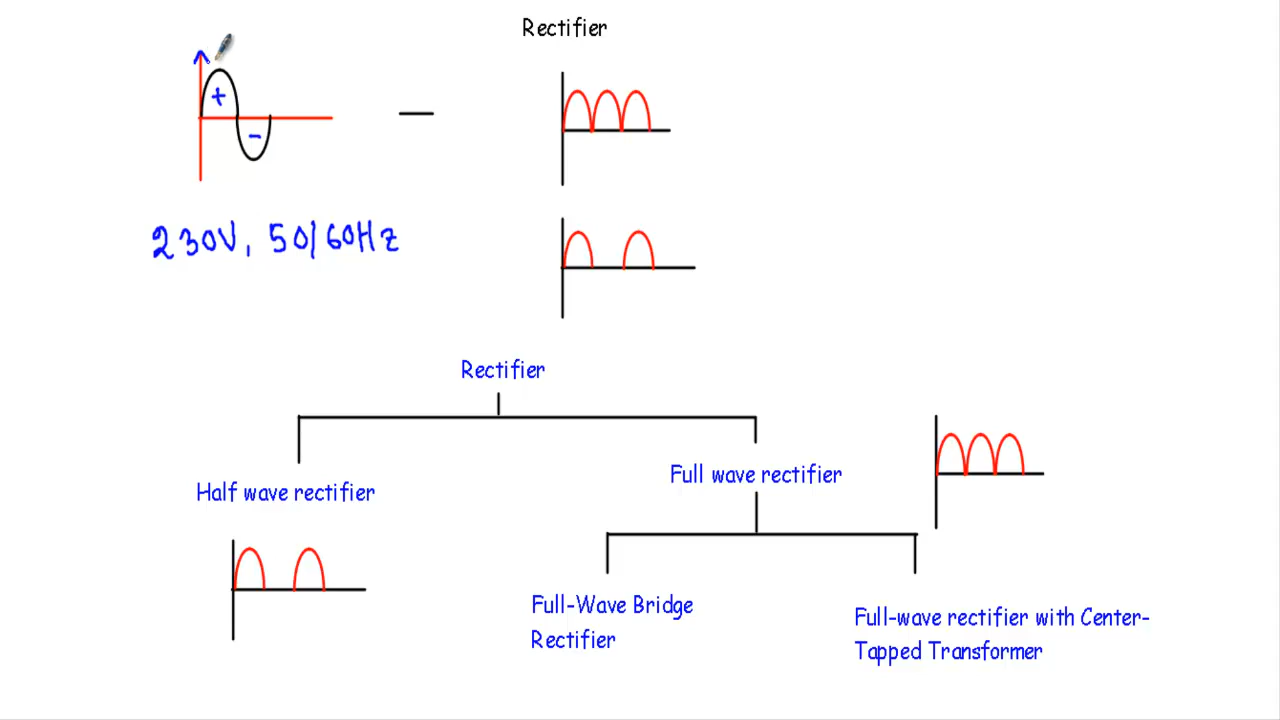 Rectifier
+
-
230V, 50/60Hz
Rectifier
Half wave rectifier
Full wave rectifier
Full-Wave Bridge
Rectifier
Full-wave rectifier with Center-
Tapped Transformer